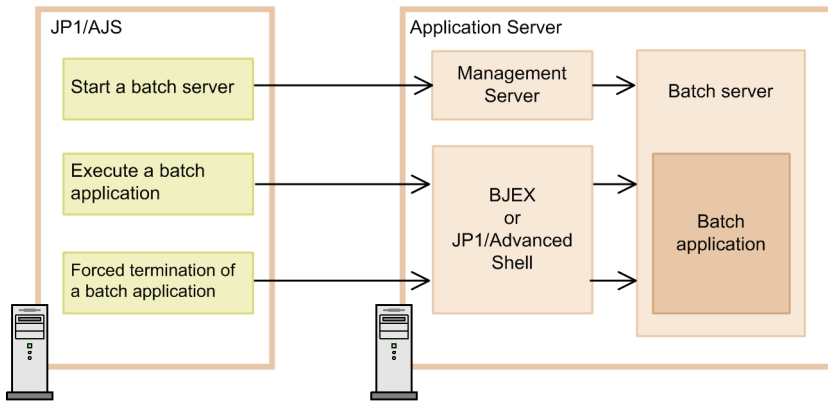 JP1/AJS
Start a batch server
Execute a batch
application
Forced termination of
a batch application
Application Server
Management
Server
BJEX
or
JP1/Advanced
Shell
Batch server
Batch
application